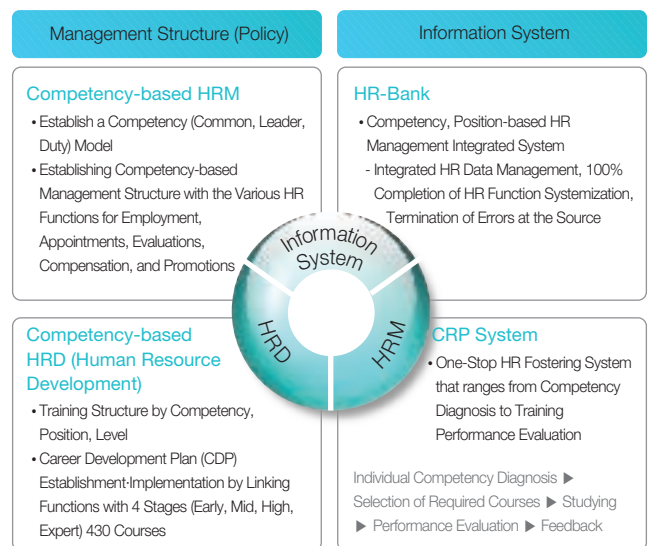 Management Structure (Policy)
Information System
Competency-based HRM
• Establish a Competency (Common, Leader,
Duty) Model
• Establishing Competency-based
Management Structure with the Various HR
Functions for Employment,
Appointments, Evaluations,
Compensation, and Promotions
HR-Bank
• Competency, Position-based HR
Management Integrated System
- Integrated HR Data Management, 100%
Completion of HR Function Systemization,
Termination of Errors at the Source
Information
System
HRD
HRM
Competency-based
HRD (Human Resource
Development)
• Training Structure by Competency,
Position, Level
• Career Development Plan (CDP)
Establishment·Implementation by Linking
Functions with 4 Stages (Early, Mid, High,
Expert) 430 Courses
CRP System
• One-Stop HR Fostering System
that ranges from Competency
Diagnosis to Training
Performance Evaluation
Individual Competency Diagnosis ▶
Selection of Required Courses ▶ Studying
▶ Performance Evaluation ▶ Feedback